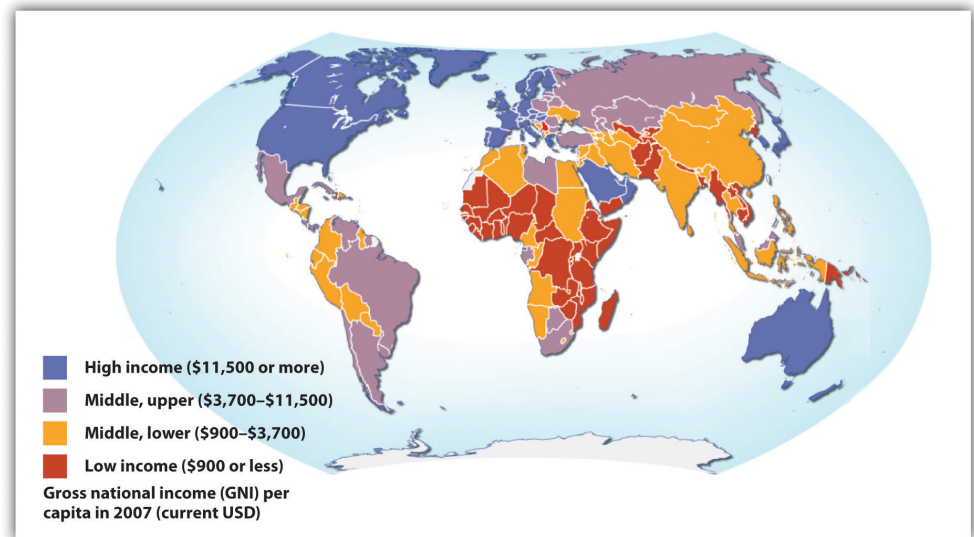 High income ($11,500 or more)
Middle, upper ($3,700–$11,500)
Middle, lower ($900–$3,700)
Low income ($900 or less)
Gross national income (GNI) per
capita in 2007 (current USD)